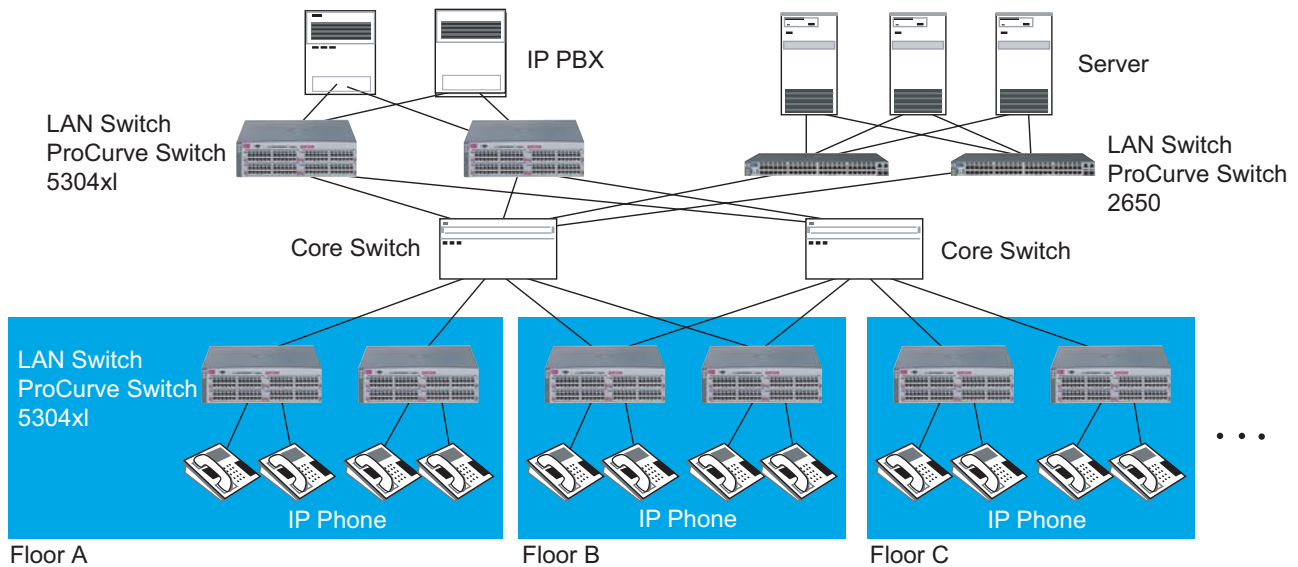 IP PBX
Server
LAN Switch
ProCurve Switch
5304xl
LAN Switch
ProCurve Switch
2650
Core Switch
Core Switch
LAN Switch
ProCurve Switch
5304xl
. . .
IP Phone
IP Phone
IP Phone
Floor A
Floor B
Floor C